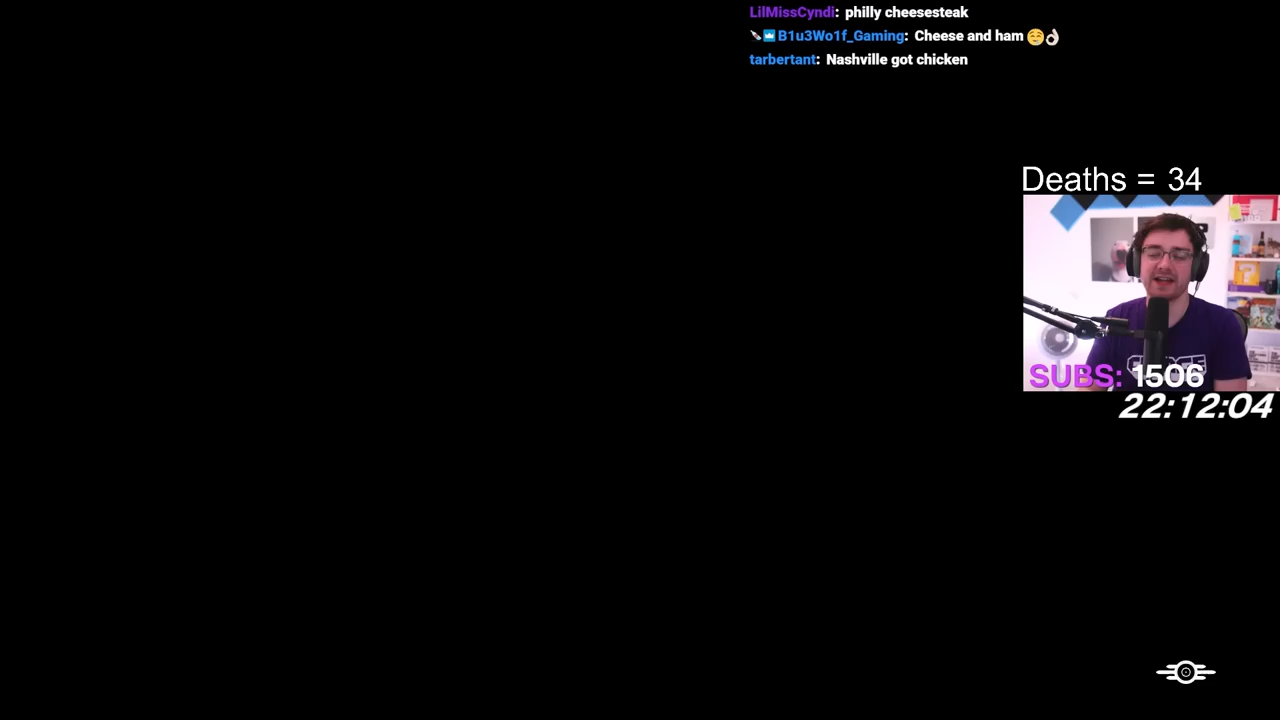 LilMissCyndi: philly cheesesteak
B1u3Wo1f_Gaming: Cheese and ham ☺️👌🏻
tarbertant: Nashville got chicken
Deaths = 34
SUBS: 1506
22:12:04